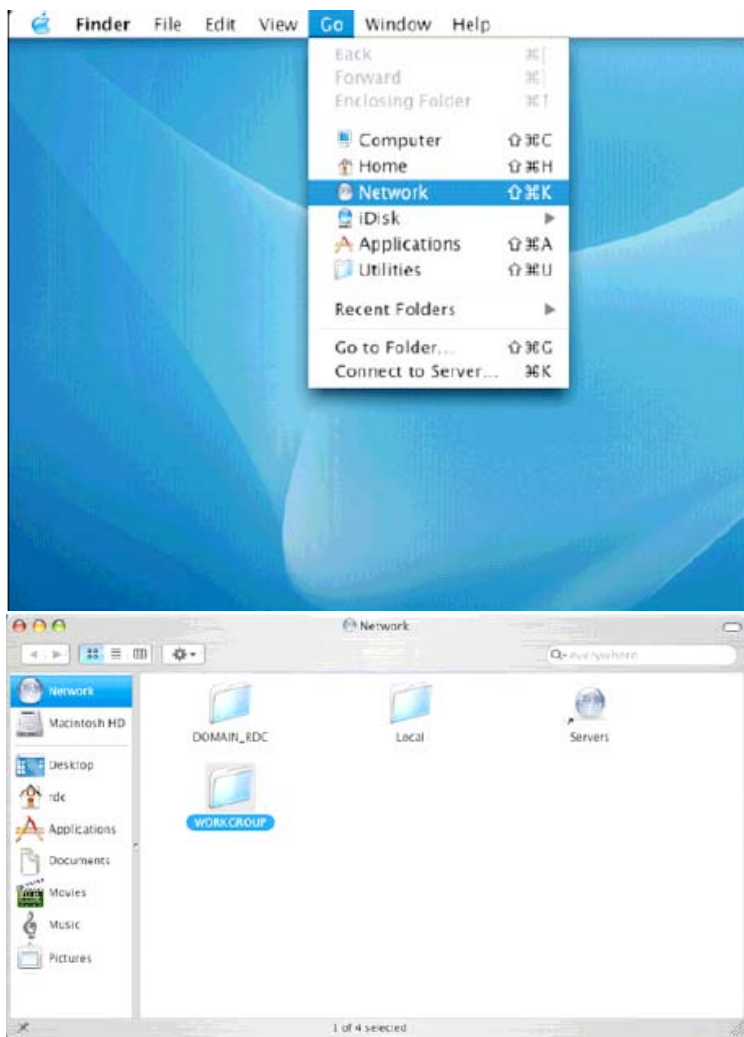 Finder File Edit View Go Window Help
Back ⌘[
Forward ⌘]
Enclosing Folder ⌘↑
Computer ⇧⌘C
Home ⇧⌘H
Network ⇧⌘K
iDisk ▶
Applications ⇧⌘A
Utilities ⇧⌘U
Recent Folders ▶
Go to Folder... ⇧⌘G
Connect to Server... ⌘K
Network
everywhere
Network
Macintosh HD
Desktop
rdc
Applications
Documents
Movies
Music
Pictures
DOMAIN_RDC
Local
Servers
WORKGROUP
1 of 4 selected